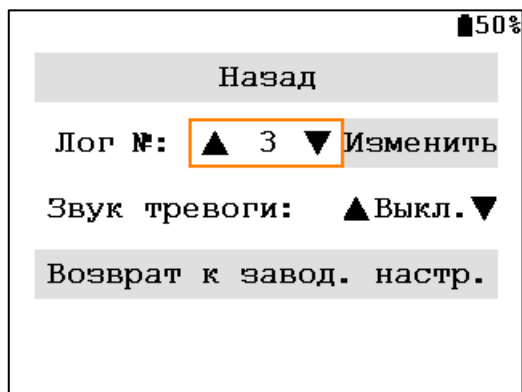 50%
Назад
Лог №: ▲ 3 ▼ Изменить
Звук тревоги: ▲Выкл.▼
Возврат к завод. настр.